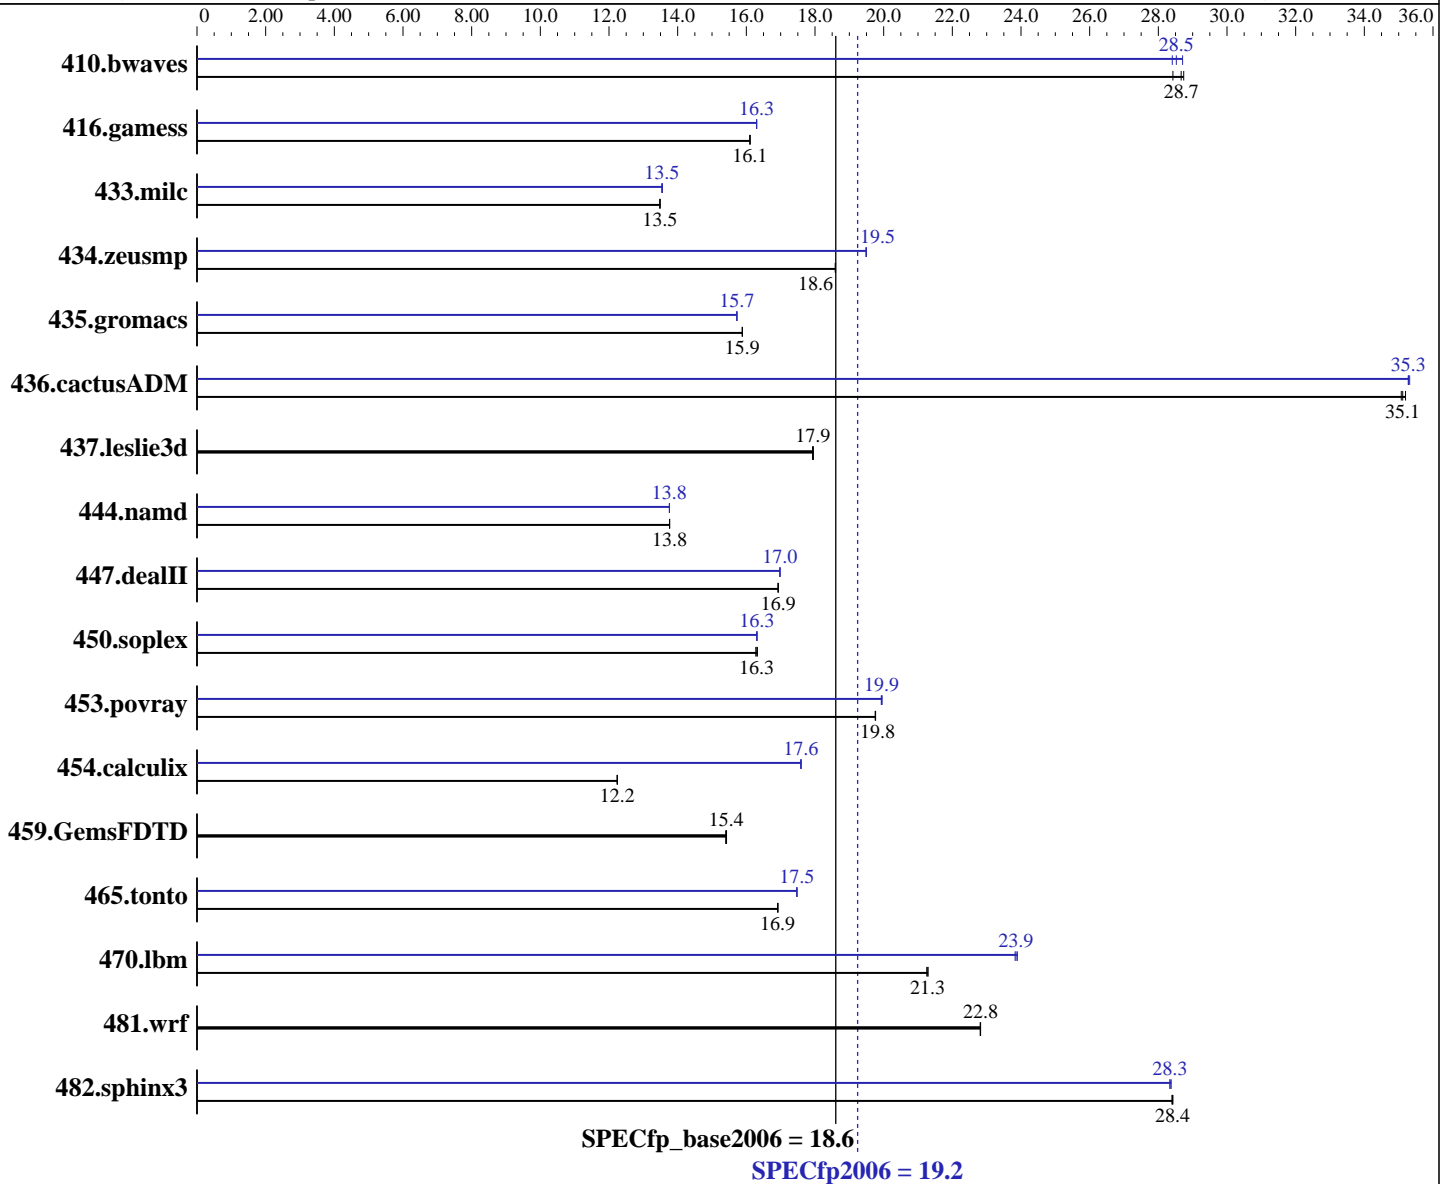 0 2.00 4.00 6.00 8.00 10.0 12.0 14.0 16.0 18.0 20.0 22.0 24.0 26.0 28.0 30.0 32.0 34.0 36.0
28.5
410.bwaves
28.7
16.3
416.gamess
16.1
13.5
433.milc
13.5
19.5
434.zeusmp
18.6
15.7
435.gromacs
15.9
35.3
436.cactusADM
35.1
17.9
437.leslie3d
13.8
444.namd
13.8
17.0
447.dealII
16.9
16.3
450.soplex
16.3
19.9
453.povray
19.8
17.6
454.calculix
12.2
15.4
459.GemsFDTD
17.5
465.tonto
16.9
23.9
470.lbm
21.3
22.8
481.wrf
28.3
482.sphinx3
28.4
SPECfp_base2006 = 18.6
SPECfp2006 = 19.2